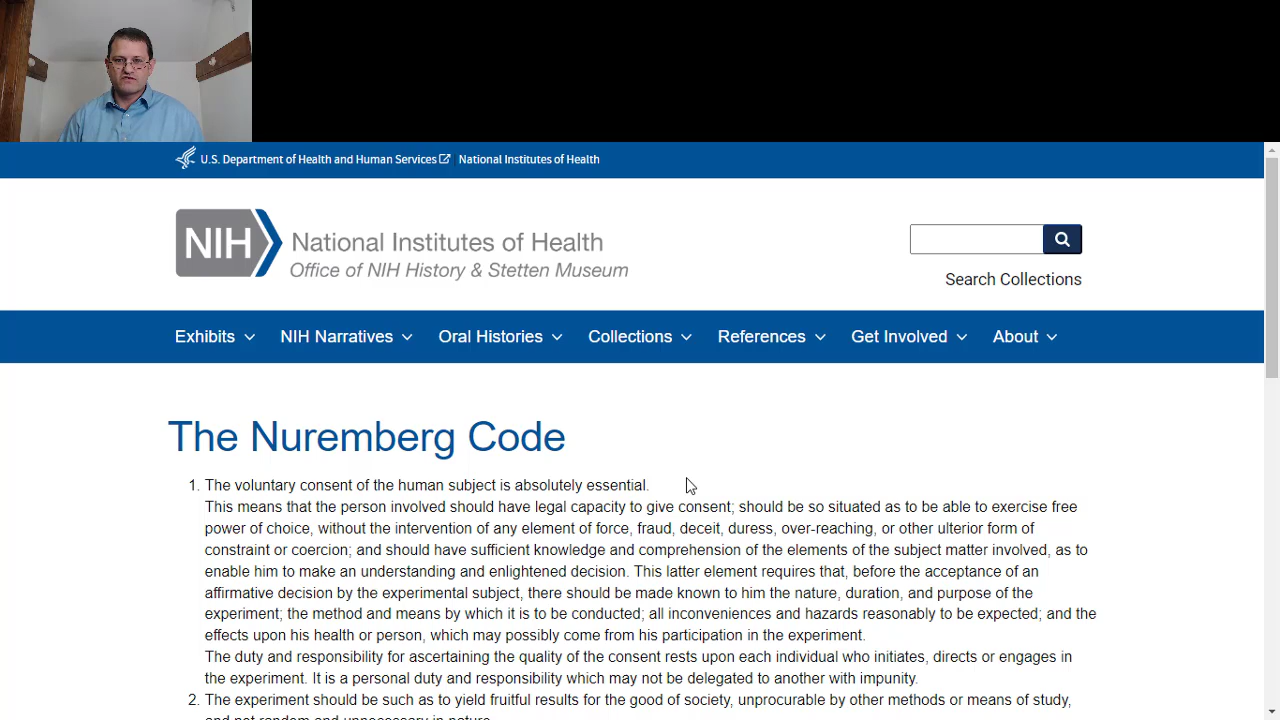 U.S. Department of Health and Human Services National Institutes of Health
NIH National Institutes of Health
Office of NIH History & Stetten Museum
Search Collections
Exhibits NIH Narratives Oral Histories Collections References Get Involved About
The Nuremberg Code
1. The voluntary consent of the human subject is absolutely essential.
This means that the person involved should have legal capacity to give consent; should be so situated as to be able to exercise free
power of choice, without the intervention of any element of force, fraud, deceit, duress, over-reaching, or other ulterior form of
constraint or coercion; and should have sufficient knowledge and comprehension of the elements of the subject matter involved, as to
enable him to make an understanding and enlightened decision. This latter element requires that, before the acceptance of an
affirmative decision by the experimental subject, there should be made known to him the nature, duration, and purpose of the
experiment; the method and means by which it is to be conducted; all inconveniences and hazards reasonably to be expected; and the
effects upon his health or person, which may possibly come from his participation in the experiment.
The duty and responsibility for ascertaining the quality of the consent rests upon each individual who initiates, directs or engages in
the experiment. It is a personal duty and responsibility which may not be delegated to another with impunity.
2. The experiment should be such as to yield fruitful results for the good of society, unprocurable by other methods or means of study,
and not random and unnecessary in nature.